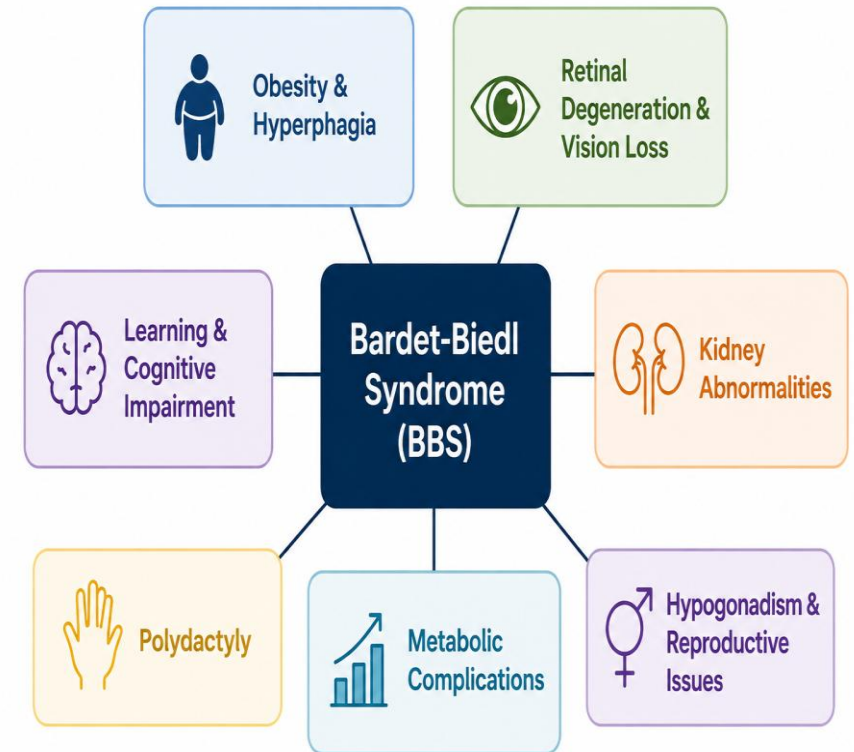 Obesity &
Hyperphagia
Retinal
Degeneration &
Vision Loss
Learning &
Cognitive
Impairment
Bardet-Biedl
Syndrome
(BBS)
Kidney
Abnormalities
Polydactyly
Metabolic
Complications
Hypogonadism &
Reproductive
Issues